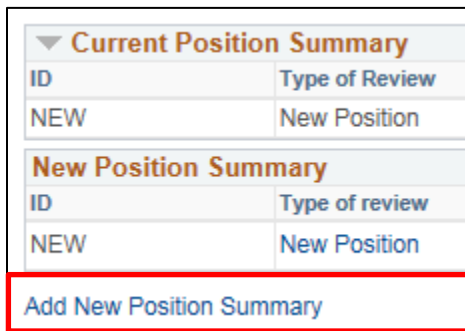 Current Position Summary
ID Type of Review
NEW New Position
New Position Summary
ID Type of review
NEW New Position
Add New Position Summary